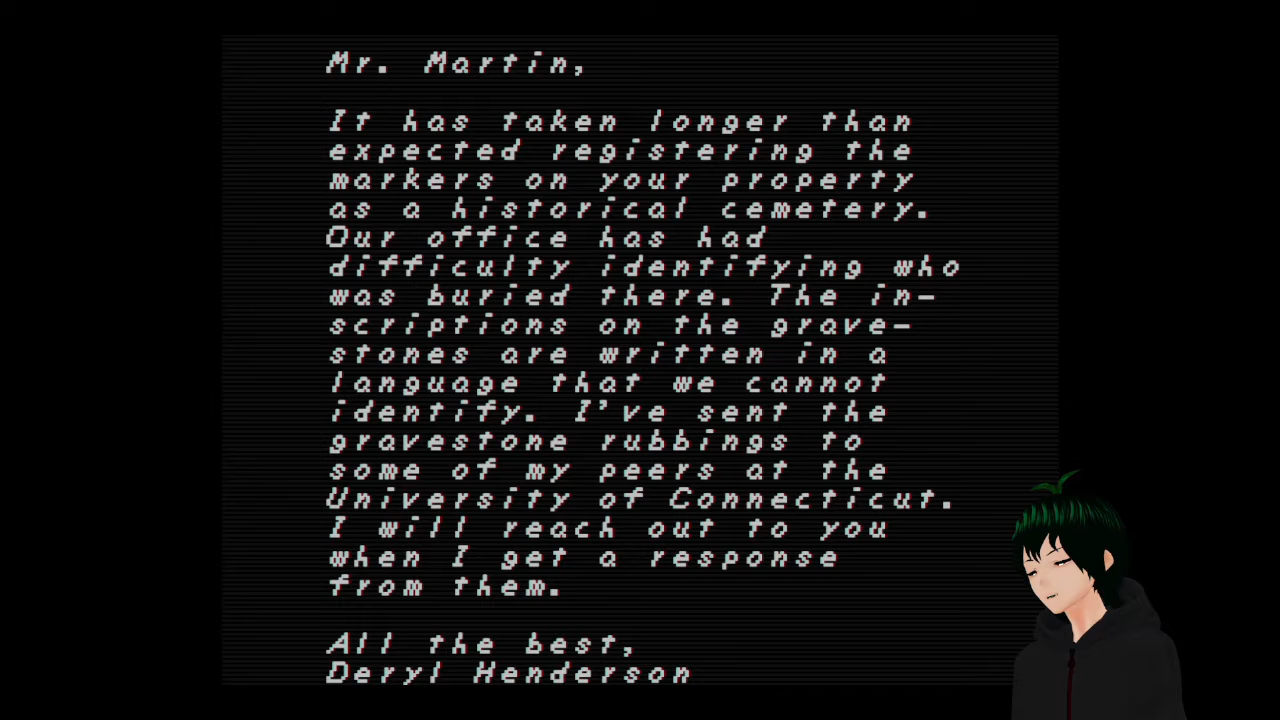 Mr. Martin,
It has taken longer than
expected registering the
markers on your property
as a historical cemetery.
Our office has had
difficulty identifying who
was buried there. The in-
scriptions on the grave-
stones are written in a
language that we cannot
identify. I've sent the
gravestone rubbings to
some of my peers at the
University of Connecticut.
I will reach out to you
when I get a response
from them.
All the best,
Deryl Henderson